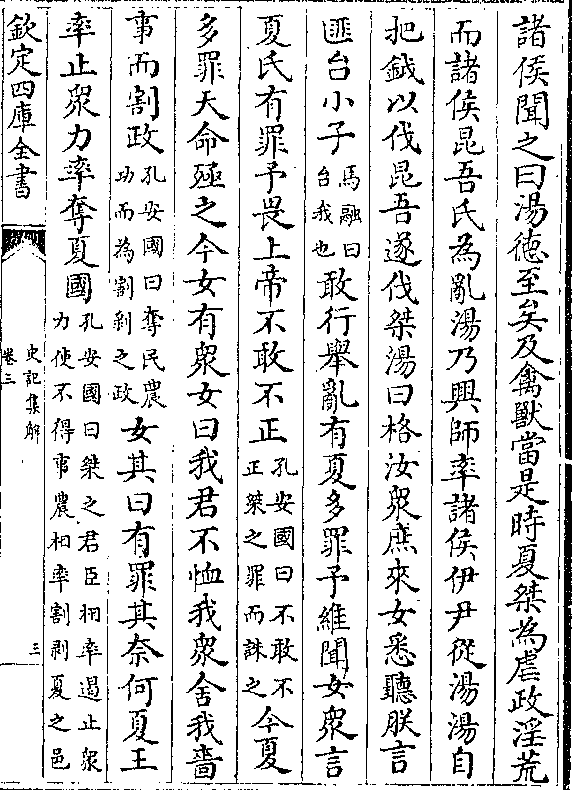 諸侯聞之曰湯德至矣及禽獸當是時夏桀為虐政淫荒
而諸侯昆吾氏為亂湯乃興師率諸侯伊尹從湯湯自
把鉞以伐昆吾遂伐桀湯曰格汝衆庶來女悉聽朕言
匪台小子馬融曰台我也敢行舉亂有夏多罪予維聞女衆言
夏氏有罪予畏上帝不敢不正孔安國曰不敢不正桀之罪而誅之今夏
多罪天命殛之今女有衆女曰我君不恤我衆舍我嗇
事而割政孔安國曰奪民農功而為割剝之政女其曰有罪其奈何夏王
率止衆力率奪夏國孔安國曰桀之君臣相率遏止衆力使不得事農相率割剥夏之邑
欽定四庫全書
史記集解
卷三
三